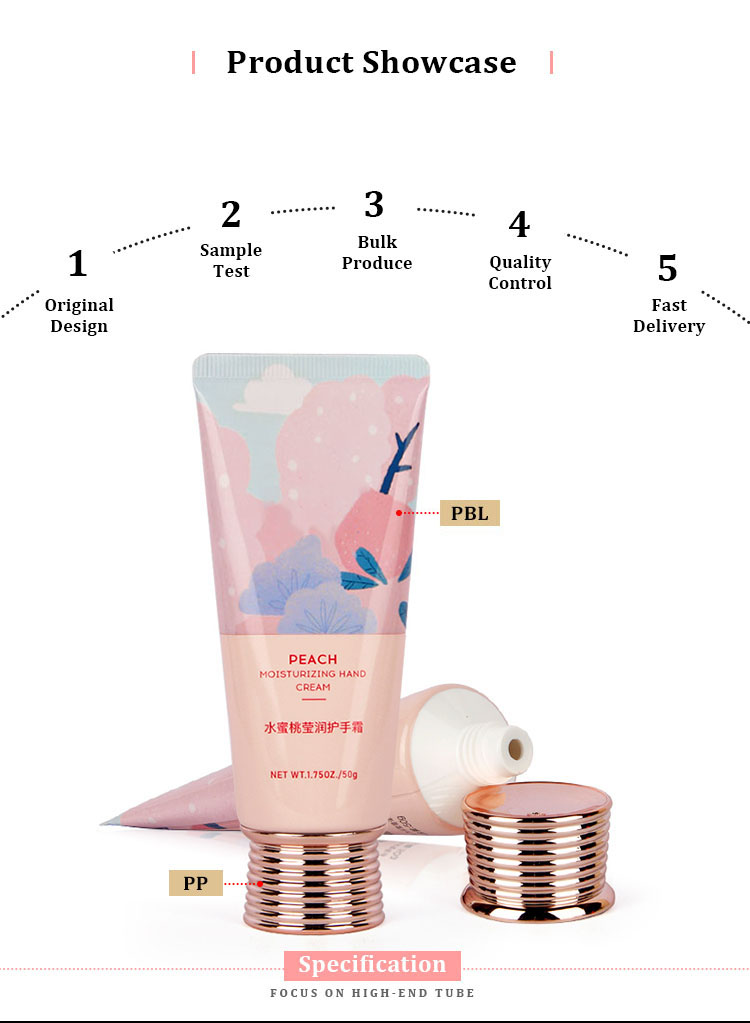 Product Showcase
1
Original
Design
2
Sample
Test
3
Bulk
Produce
4
Quality
Control
5
Fast
Delivery
PBL
PEACH
MOISTURIZING HAND
CREAM
水蜜桃莹润护手霜
NET WT.1.75OZ./50g
PP
Specification
FOCUS ON HIGH-END TUBE